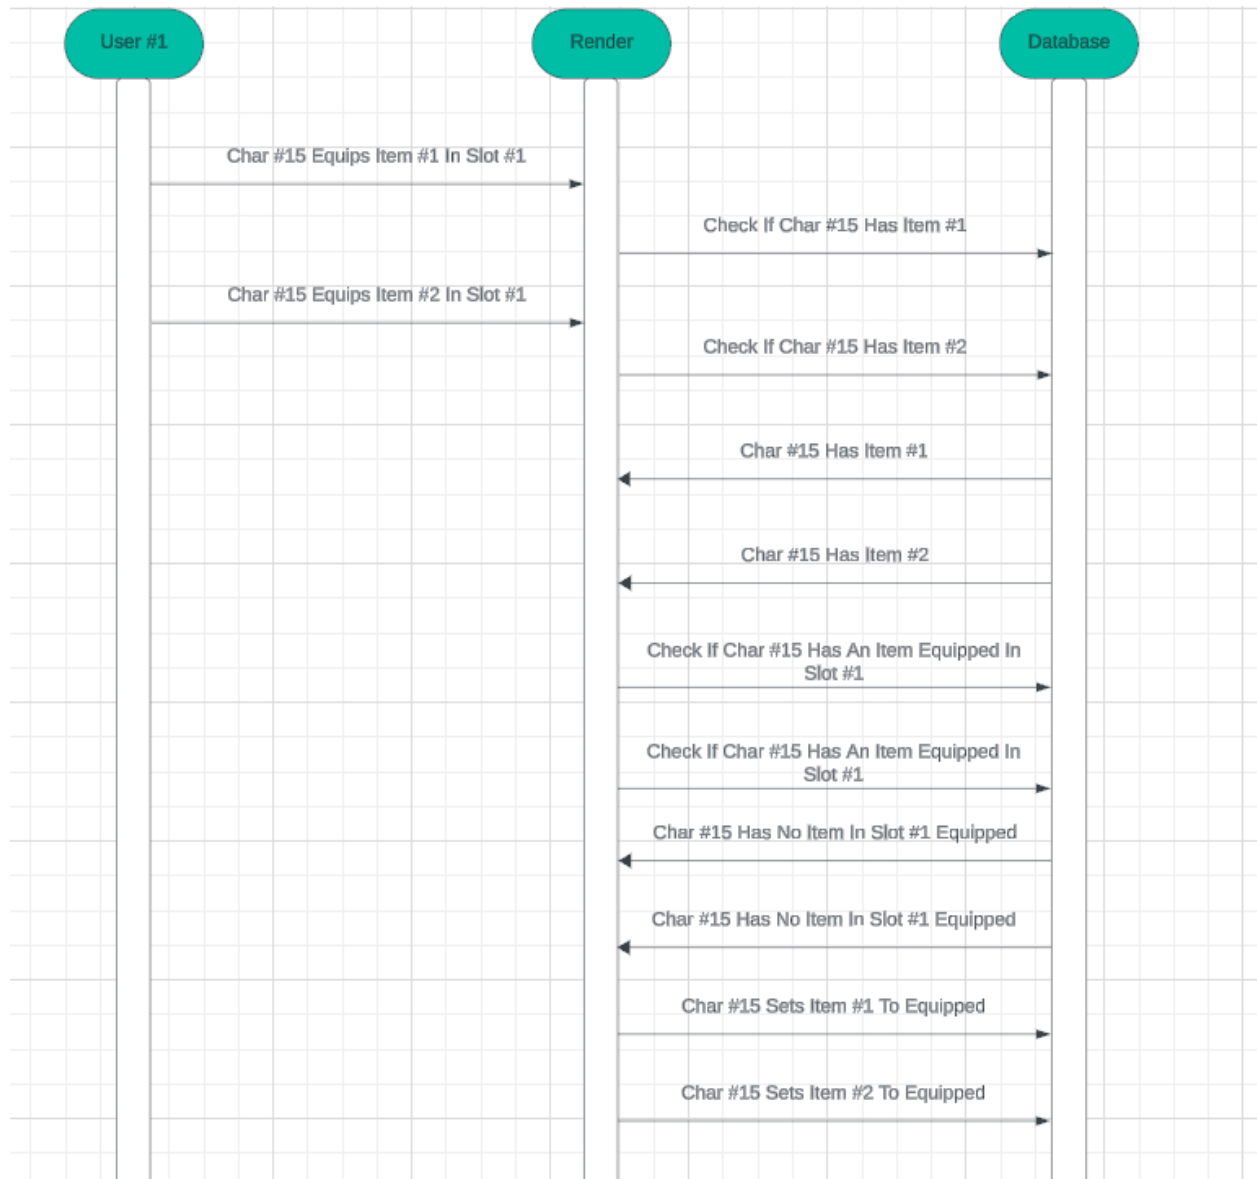 User #1
Render
Database
Char #15 Equips Item #1 In Slot #1
Check If Char #15 Has Item #1
Char #15 Equips Item #2 In Slot #1
Check If Char #15 Has Item #2
Char #15 Has Item #1
Char #15 Has Item #2
Check If Char #15 Has An Item Equipped In
Slot #1
Check If Char #15 Has An Item Equipped In
Slot #1
Char #15 Has No Item In Slot #1 Equipped
Char #15 Has No Item In Slot #1 Equipped
Char #15 Sets Item #1 To Equipped
Char #15 Sets Item #2 To Equipped